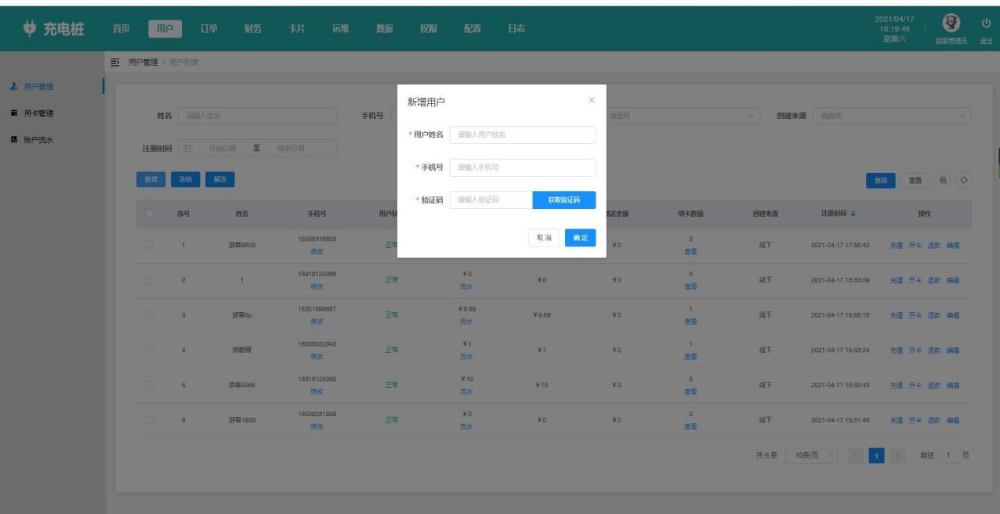 充电桩 首页 用户 订单 财务 卡片 运维 数据 权限 配置 日志
2021/04/17
18:19:46
星期六
超级管理员 退出
用户管理 / 用户列表
用户管理
用卡管理
账户流水
姓名 请输入姓名 手机号 请选择 创建来源 请选择
注册时间 开始日期 至 结束日期
新增 冻结 解冻 查询 重置
新增用户
* 用户姓名 请输入用户姓名
* 手机号 请输入手机号
* 验证码 请输入验证码 获取验证码
取消 确定
序号 姓名 手机号 用户状 赠送金额 绑卡数量 创建来源 注册时间 操作
1 游客9803 15538319803 修改 正常 ¥0 0 查看 线下 2021-04-17 17:58:42 充值 开卡 退款 编辑
2 1 18916125066 修改 正常 ¥0 流水 ¥0 ¥0 0 查看 线下 2021-04-17 16:33:09 充值 开卡 退款 编辑
3 游客8p 15321898687 修改 正常 ¥9.89 流水 ¥9.89 ¥0 1 查看 线下 2021-04-17 15:58:16 充值 开卡 退款 编辑
4 郝朝霞 18638032343 修改 正常 ¥1 流水 ¥1 ¥0 1 查看 线下 2021-04-17 15:53:24 充值 开卡 退款 编辑
5 游客5065 18916125065 修改 正常 ¥10 流水 ¥10 ¥0 0 查看 线下 2021-04-17 15:32:43 充值 开卡 退款 编辑
6 游客1939 18539281939 修改 正常 ¥0 流水 ¥0 ¥0 0 查看 线下 2021-04-17 15:31:46 充值 开卡 退款 编辑
共 6 条 10条/页 1 前往 1 页